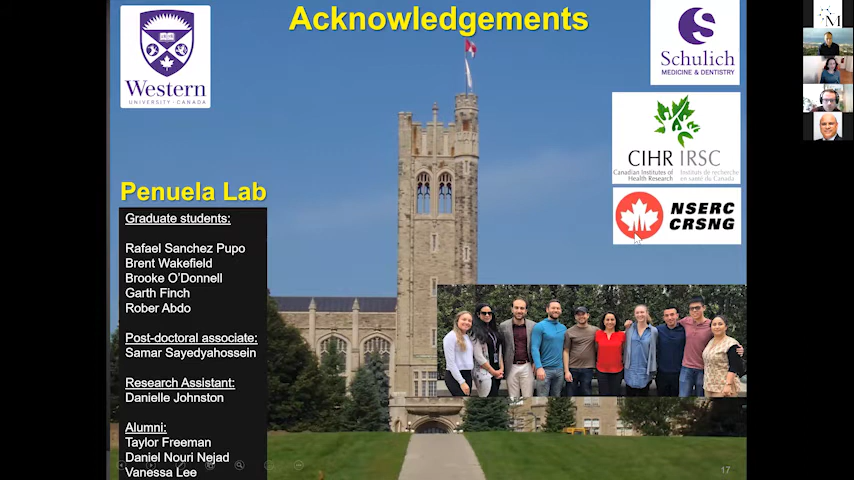 Acknowledgements
Western
UNIVERSITY · CANADA
Schulich
MEDICINE & DENTISTRY
CIHR IRSC
Canadian Institutes of
Health Research
Instituts de recherche
en santé du Canada
NSERC
CRSNG
Penuela Lab
Graduate students:
Rafael Sanchez Pupo
Brent Wakefield
Brooke O'Donnell
Garth Finch
Rober Abdo
Post-doctoral associate:
Samar Sayedyahossein
Research Assistant:
Danielle Johnston
Alumni:
Taylor Freeman
Daniel Nouri Nejad
Vanessa Lee
17
M